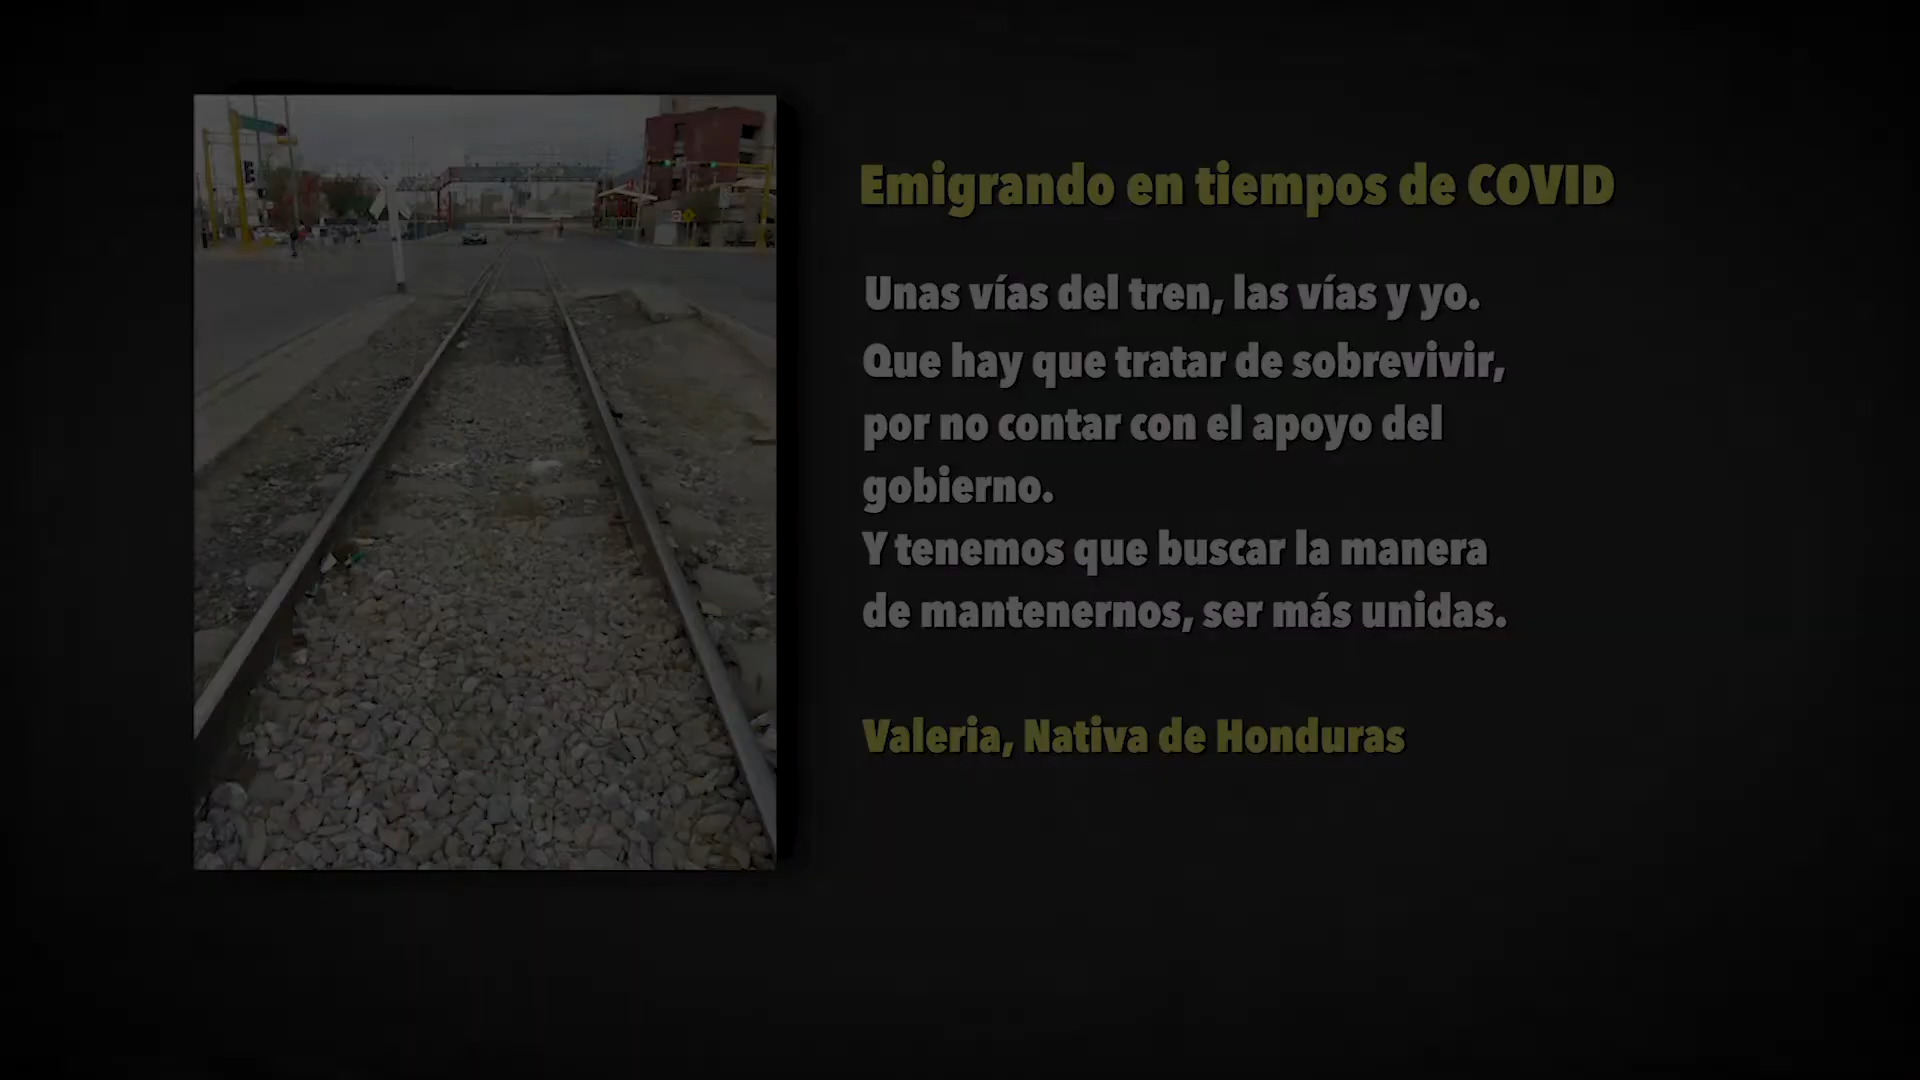 Emigrando en tiempos de COVID
Unas vías del tren, las vías y yo.
Que hay que tratar de sobrevivir,
por no contar con el apoyo del
gobierno.
Y tenemos que buscar la manera
de mantenernos, ser más unidas.
Valeria, Nativa de Honduras